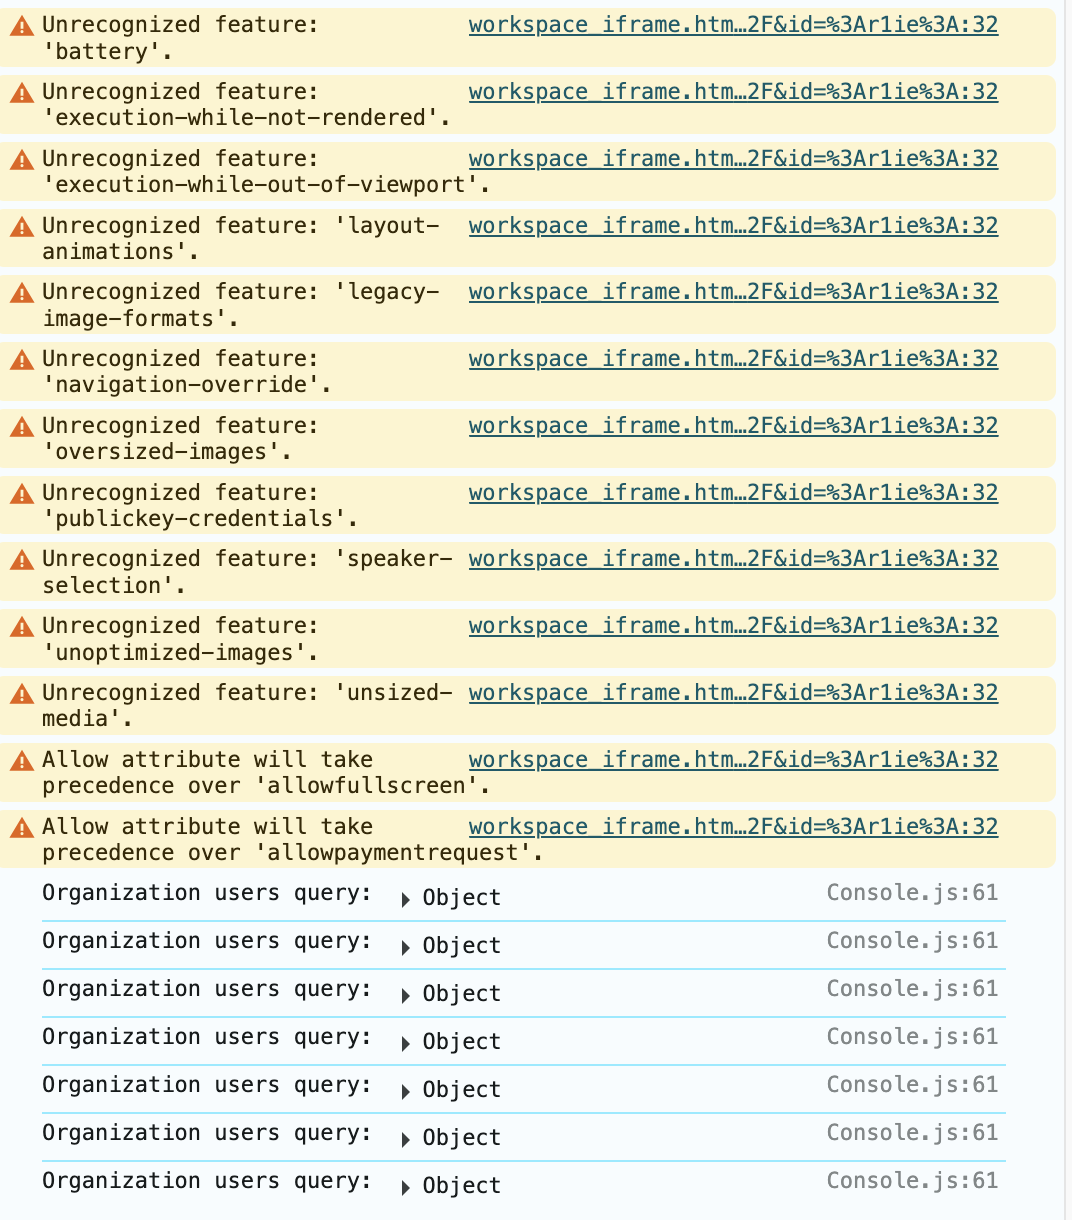 Unrecognized feature: workspace_iframe.htm…2F&id=%3Ar1ie%3A:32
'battery'.
Unrecognized feature: workspace_iframe.htm…2F&id=%3Ar1ie%3A:32
'execution-while-not-rendered'.
Unrecognized feature: workspace_iframe.htm…2F&id=%3Ar1ie%3A:32
'execution-while-out-of-viewport'.
Unrecognized feature: 'layout- workspace_iframe.htm…2F&id=%3Ar1ie%3A:32
animations'.
Unrecognized feature: 'legacy- workspace_iframe.htm…2F&id=%3Ar1ie%3A:32
image-formats'.
Unrecognized feature: workspace_iframe.htm…2F&id=%3Ar1ie%3A:32
'navigation-override'.
Unrecognized feature: workspace_iframe.htm…2F&id=%3Ar1ie%3A:32
'oversized-images'.
Unrecognized feature: workspace_iframe.htm…2F&id=%3Ar1ie%3A:32
'publickey-credentials'.
Unrecognized feature: 'speaker- workspace_iframe.htm…2F&id=%3Ar1ie%3A:32
selection'.
Unrecognized feature: workspace_iframe.htm…2F&id=%3Ar1ie%3A:32
'unoptimized-images'.
Unrecognized feature: 'unsized- workspace_iframe.htm…2F&id=%3Ar1ie%3A:32
media'.
Allow attribute will take workspace_iframe.htm…2F&id=%3Ar1ie%3A:32
precedence over 'allowfullscreen'.
Allow attribute will take workspace_iframe.htm…2F&id=%3Ar1ie%3A:32
precedence over 'allowpaymentrequest'.
Organization users query: Object Console.js:61
Organization users query: Object Console.js:61
Organization users query: Object Console.js:61
Organization users query: Object Console.js:61
Organization users query: Object Console.js:61
Organization users query: Object Console.js:61
Organization users query: Object Console.js:61